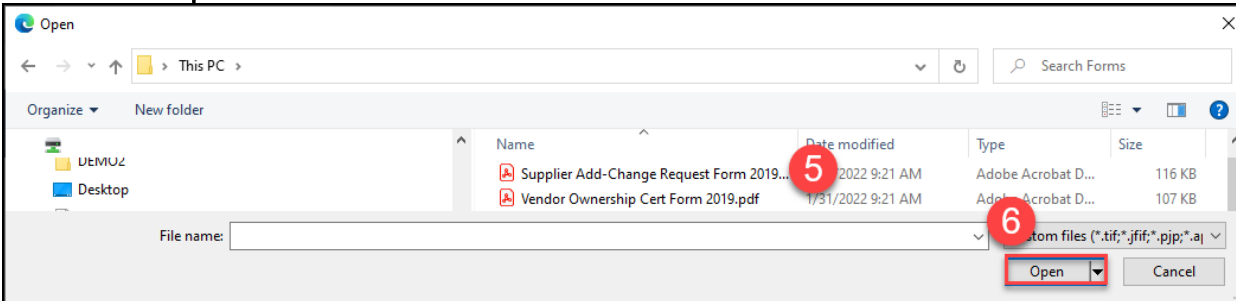 Open
> This PC >
Search Forms
Organize New folder
Name Date modified Type Size
DEMO2
Supplier Add-Change Request Form 2019... 5 /2022 9:21 AM Adobe Acrobat D... 116 KB
Desktop
Vendor Ownership Cert Form 2019.pdf 1/31/2022 9:21 AM Adobe Acrobat D... 107 KB
6
File name: tom files (*.tif;*.jfif;*.pjp;*.a
Open Cancel